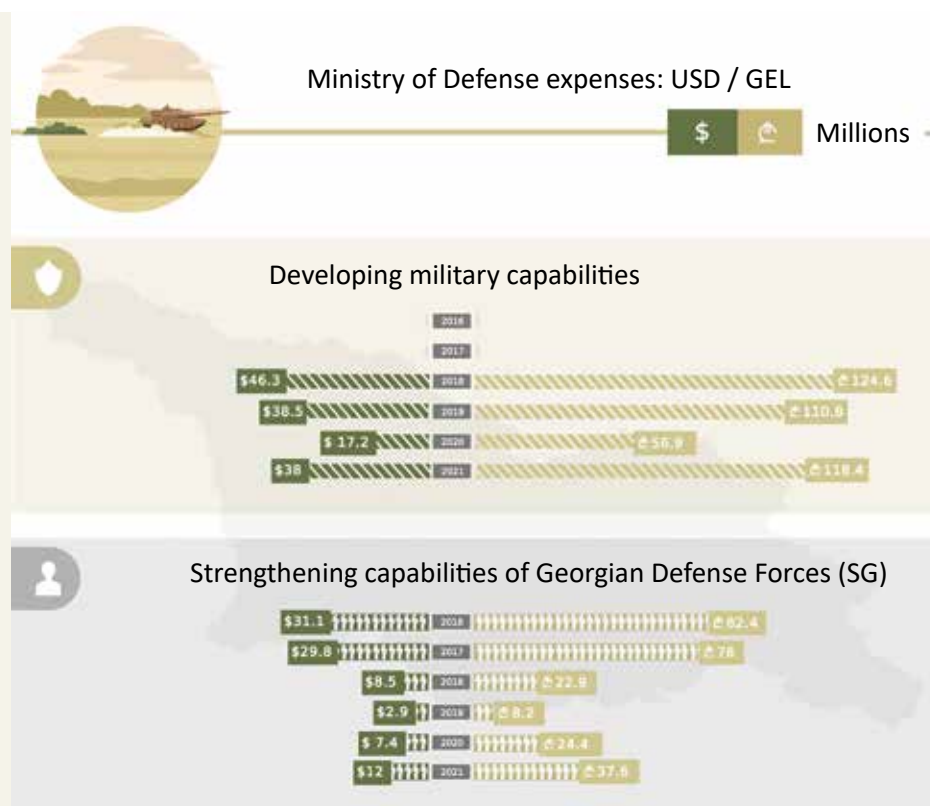 Ministry of Defense expenses: USD / GEL
$ ₾ Millions
Developing military capabilities
2016
2017
$46.3 2018 ₾124.6
$38.5 2019 ₾110.8
$ 17.2 2020 ₾56.9
$38 2021 ₾118.4
Strengthening capabilities of Georgian Defense Forces (SG)
$31.1 2016 ₾82.4
$29.8 2017 ₾78
$8.5 2018 ₾22.9
$2.9 2019 ₾8.2
$ 7.4 2020 ₾24.4
$12 2021 ₾37.6